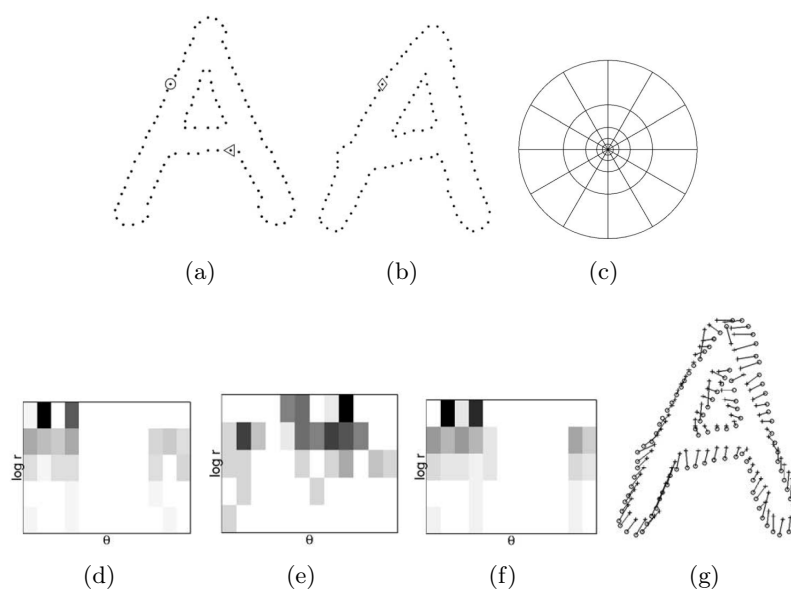 (a) (b) (c)
log r log r log r
θ θ θ
(d) (e) (f) (g)